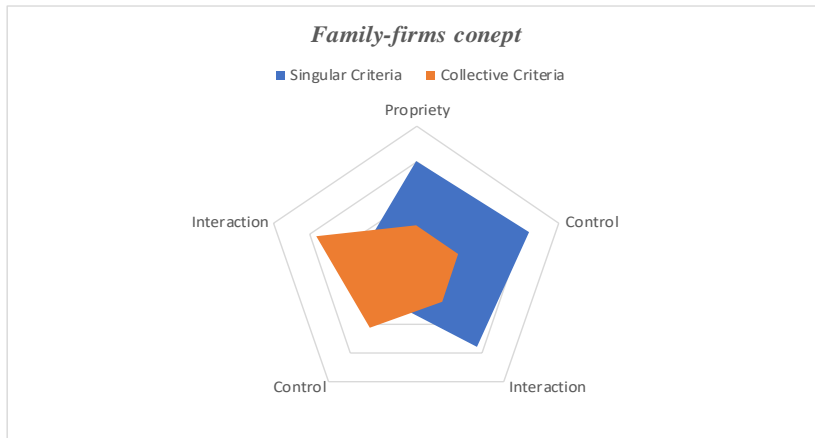 Family-firms conept
Singular Criteria Collective Criteria
Propriety
Interaction Control
Control Interaction